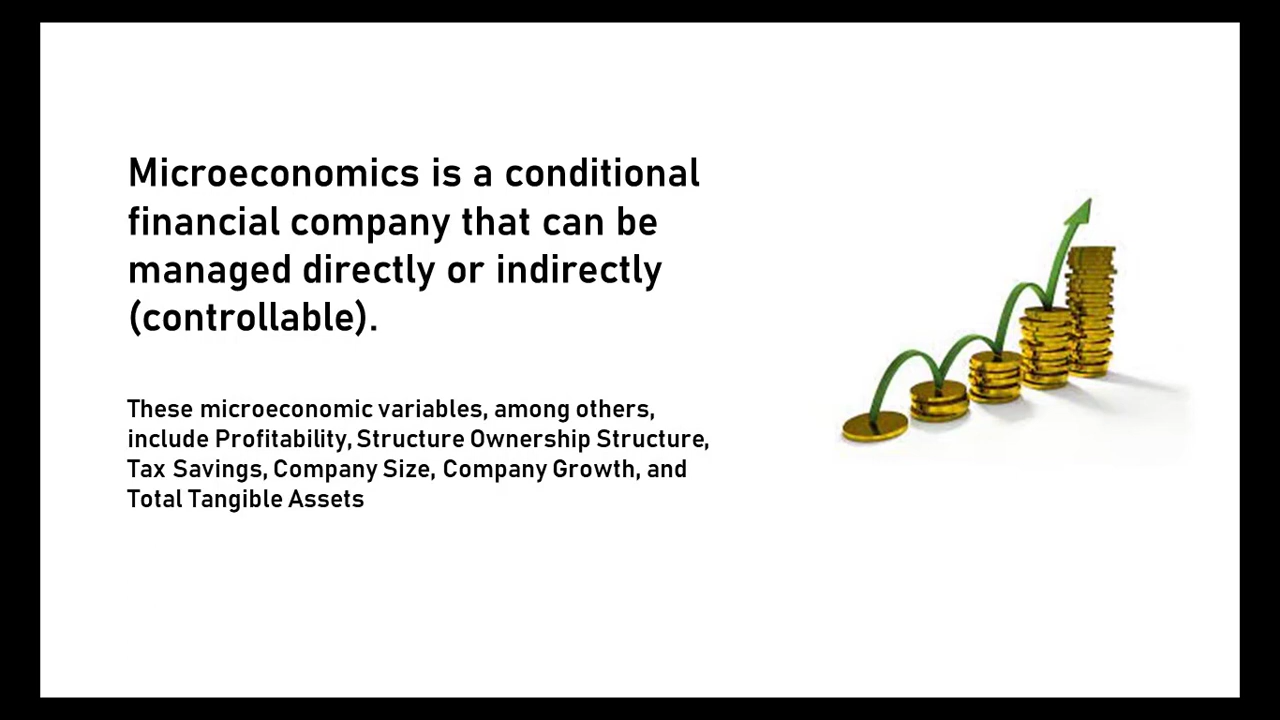 Microeconomics is a conditional
financial company that can be
managed directly or indirectly
(controllable).
These microeconomic variables, among others,
include Profitability, Structure Ownership Structure,
Tax Savings, Company Size, Company Growth, and
Total Tangible Assets